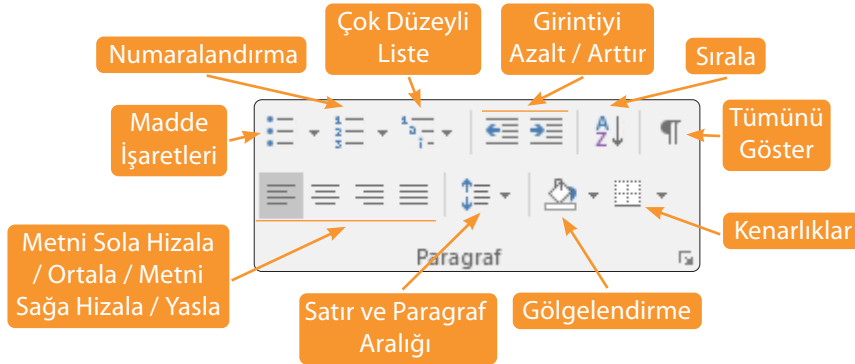 Numaralandırma
Çok Düzeyli
Liste
Girintiyi
Azalt / Arttır
Sırala
Madde
İşaretleri
Tümünü
Göster
Metni Sola Hizala
/ Ortala / Metni
Sağa Hizala / Yasla
Kenarlıklar
Paragraf
Satır ve Paragraf
Aralığı
Gölgelendirme